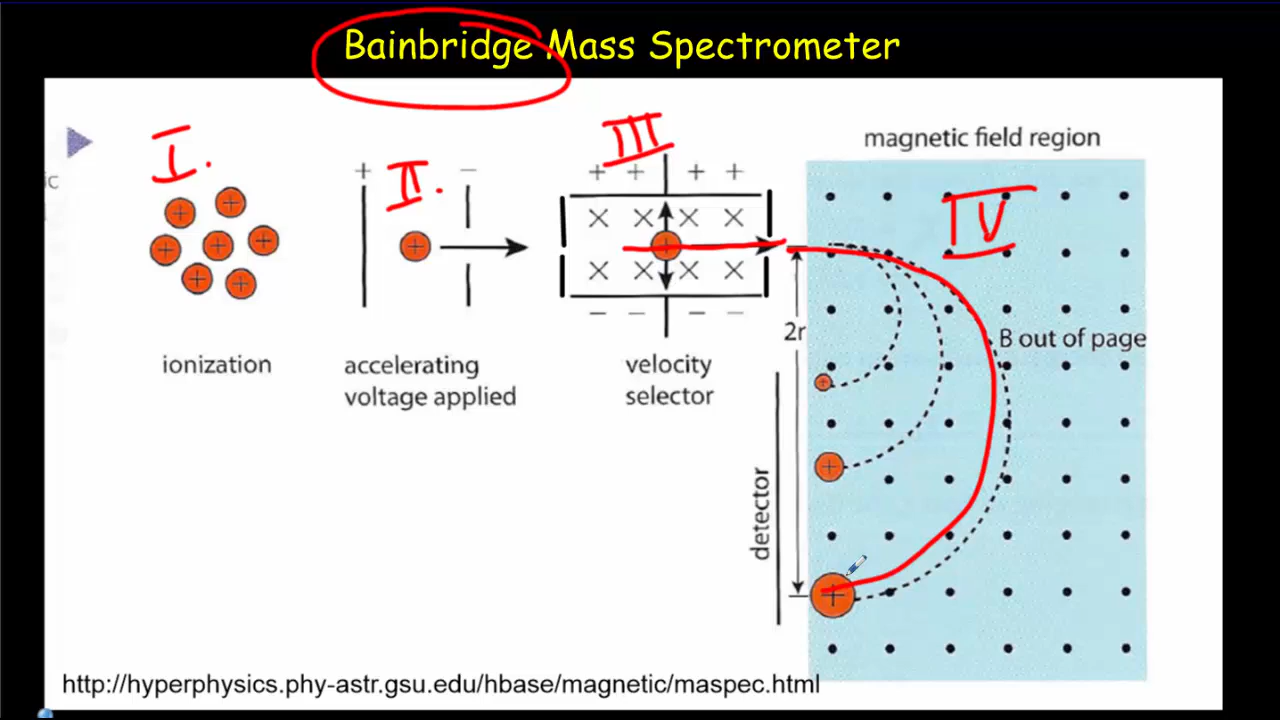 Bainbridge Mass Spectrometer
ic
I.
II.
III
IV
+ −
+ + + +
× × × ×
× × × ×
− − − −
ionization
accelerating
voltage applied
velocity
selector
magnetic field region
2r
B out of page
detector
http://hyperphysics.phy-astr.gsu.edu/hbase/magnetic/maspec.html